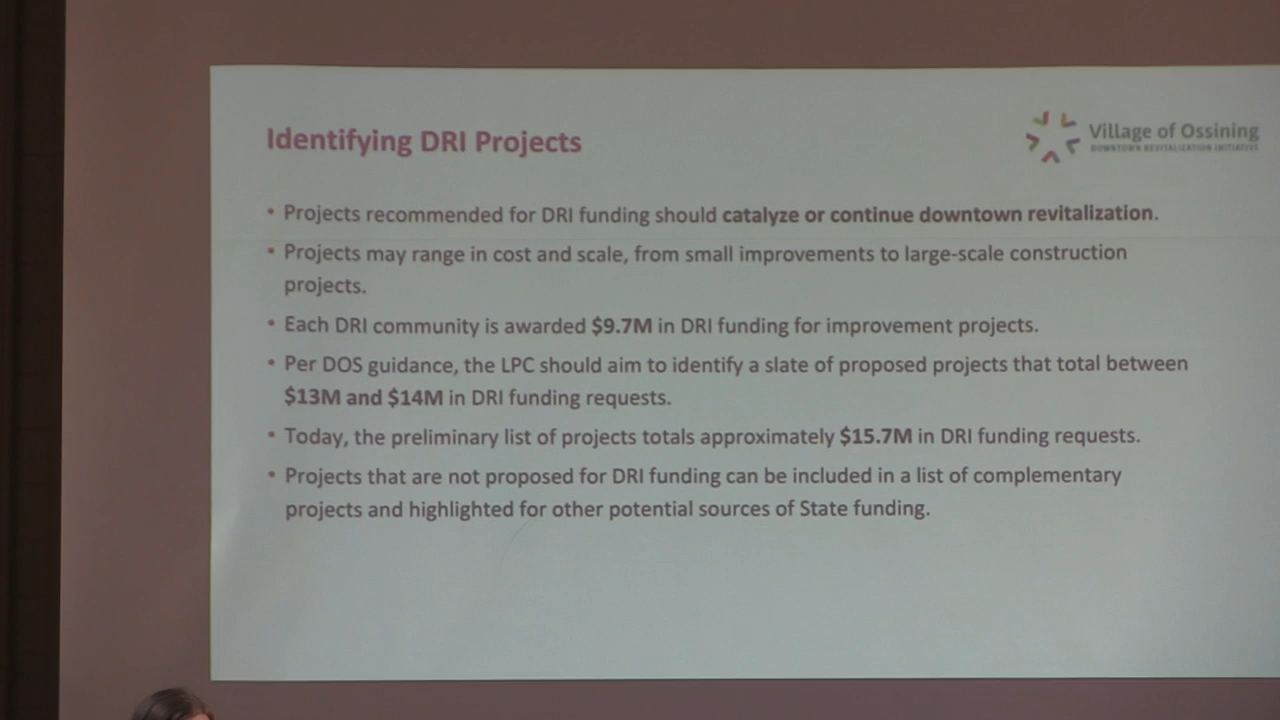 Identifying DRI Projects
Village of Ossining
DOWNTOWN REVITALIZATION INITIATIVE
• Projects recommended for DRI funding should catalyze or continue downtown revitalization.
• Projects may range in cost and scale, from small improvements to large-scale construction
projects.
• Each DRI community is awarded $9.7M in DRI funding for improvement projects.
• Per DOS guidance, the LPC should aim to identify a slate of proposed projects that total between
$13M and $14M in DRI funding requests.
• Today, the preliminary list of projects totals approximately $15.7M in DRI funding requests.
• Projects that are not proposed for DRI funding can be included in a list of complementary
projects and highlighted for other potential sources of State funding.